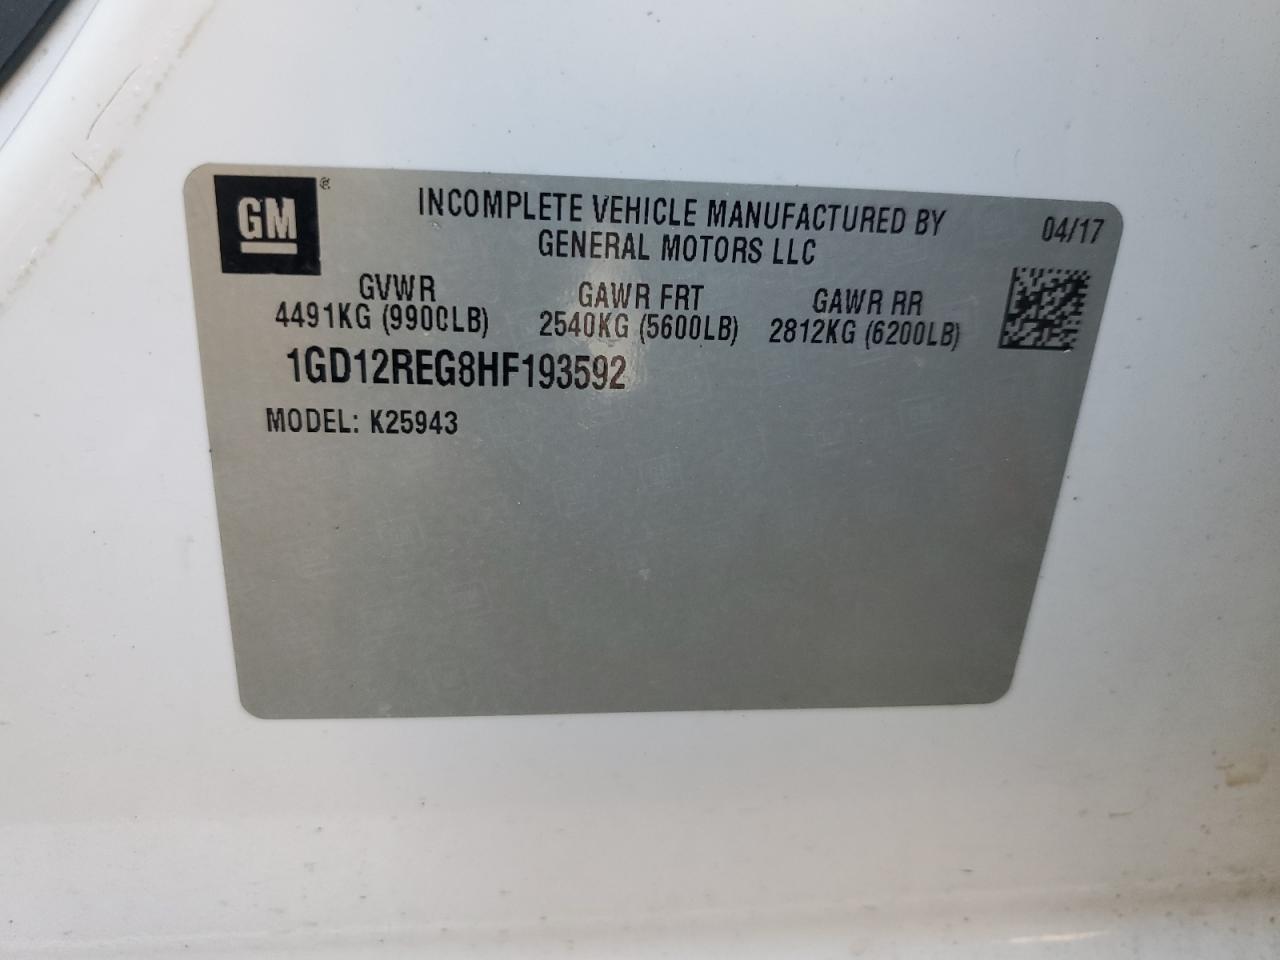 GM ®
INCOMPLETE VEHICLE MANUFACTURED BY
GENERAL MOTORS LLC
04/17
GVWR GAWR FRT GAWR RR
4491KG (9900LB) 2540KG (5600LB) 2812KG (6200LB)
1GD12REG8HF193592
MODEL: K25943